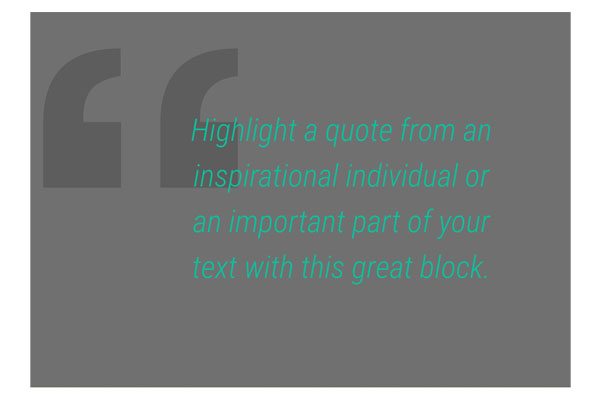 “
Highlight a quote from an
inspirational individual or
an important part of your
text with this great block.